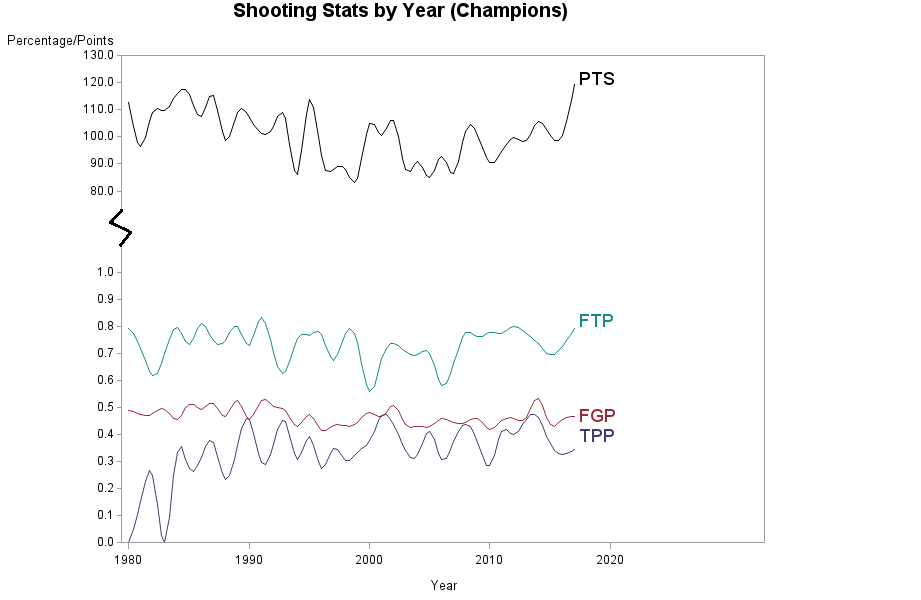 Shooting Stats by Year (Champions)
Percentage/Points
130.0
120.0
110.0
100.0
90.0
80.0
1.0
0.9
0.8
0.7
0.6
0.5
0.4
0.3
0.2
0.1
0.0
PTS
FTP
FGP
TPP
1980 1990 2000 2010 2020
Year